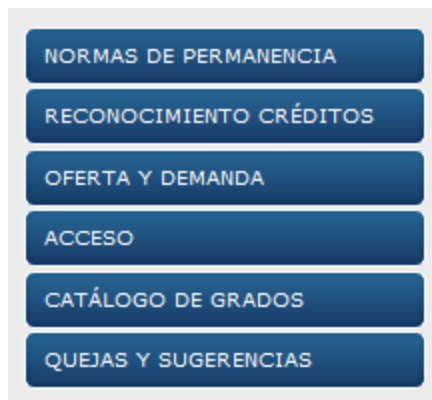 NORMAS DE PERMANENCIA
RECONOCIMIENTO CRÉDITOS
OFERTA Y DEMANDA
ACCESO
CATÁLOGO DE GRADOS
QUEJAS Y SUGERENCIAS